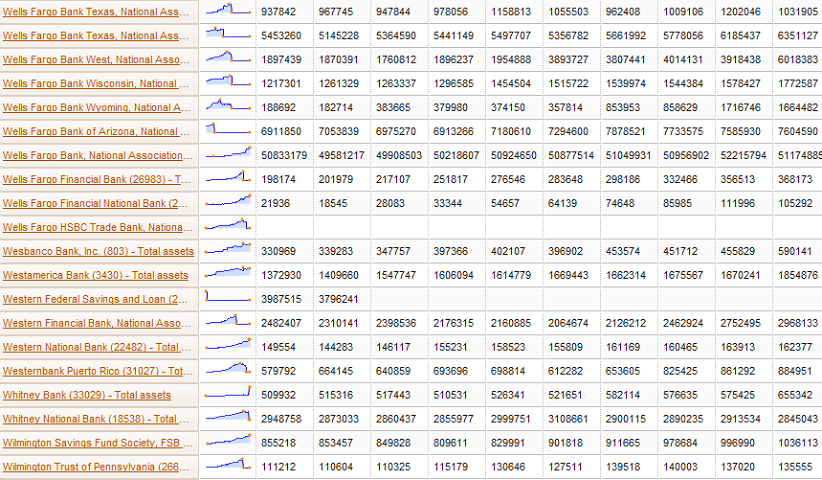 Wells Fargo Bank Texas, National Ass... 937842 967745 947844 978056 1158813 1055503 962408 1009106 1202046 1031905
Wells Fargo Bank Texas, National Ass... 5453260 5145228 5364590 5441149 5497707 5356782 5661992 5778056 6185437 6351127
Wells Fargo Bank West, National Asso... 1897439 1870391 1760812 1896237 1954888 3893727 3807441 4014131 3918438 6018383
Wells Fargo Bank Wisconsin, National ... 1217301 1261329 1263337 1296585 1454504 1515722 1539974 1544384 1578427 1772587
Wells Fargo Bank Wyoming, National A... 188692 182714 383665 379980 374150 357814 853953 858629 1716746 1664482
Wells Fargo Bank of Arizona, National ... 6911850 7053839 6975270 6913266 7180610 7294600 7878521 7733575 7585930 7604590
Wells Fargo Bank, National Association... 50833179 49581217 49908503 50218607 50924650 50877514 51049931 50956902 52215794 51174885
Wells Fargo Financial Bank (26983) - T... 198174 201979 217107 251817 276546 283648 298186 332466 356513 368173
Wells Fargo Financial National Bank (2... 21936 18545 28083 33344 54657 64139 74648 85985 111996 105292
Wells Fargo HSBC Trade Bank, Nationa...
Wesbanco Bank, Inc. (803) - Total assets 330969 339283 347757 397366 402107 396902 453574 451712 455829 590141
Westamerica Bank (3430) - Total assets 1372930 1409660 1547747 1606094 1614779 1669443 1662314 1675567 1670241 1854876
Western Federal Savings and Loan (2... 3987515 3796241
Western Financial Bank, National Asso... 2482407 2310141 2398536 2176315 2160885 2064674 2126212 2462924 2752495 2968133
Western National Bank (22482) - Total ... 149554 144283 146117 155231 158523 155809 161169 160465 163913 162377
Westernbank Puerto Rico (31027) - Tot... 579792 664145 640859 693696 698814 612282 653605 825425 861292 884951
Whitney Bank (33029) - Total assets 509932 515316 517443 510531 526341 521651 582114 576635 575425 655342
Whitney National Bank (18538) - Total ... 2948758 2873033 2860437 2855977 2999751 3108661 2900115 2890235 2913534 2845043
Wilmington Savings Fund Society, FSB ... 855218 853457 849828 809611 829991 901818 911665 978684 996990 1036113
Wilmington Trust of Pennsylvania (266... 111212 110604 110325 115179 130646 127511 139518 140003 137020 135555